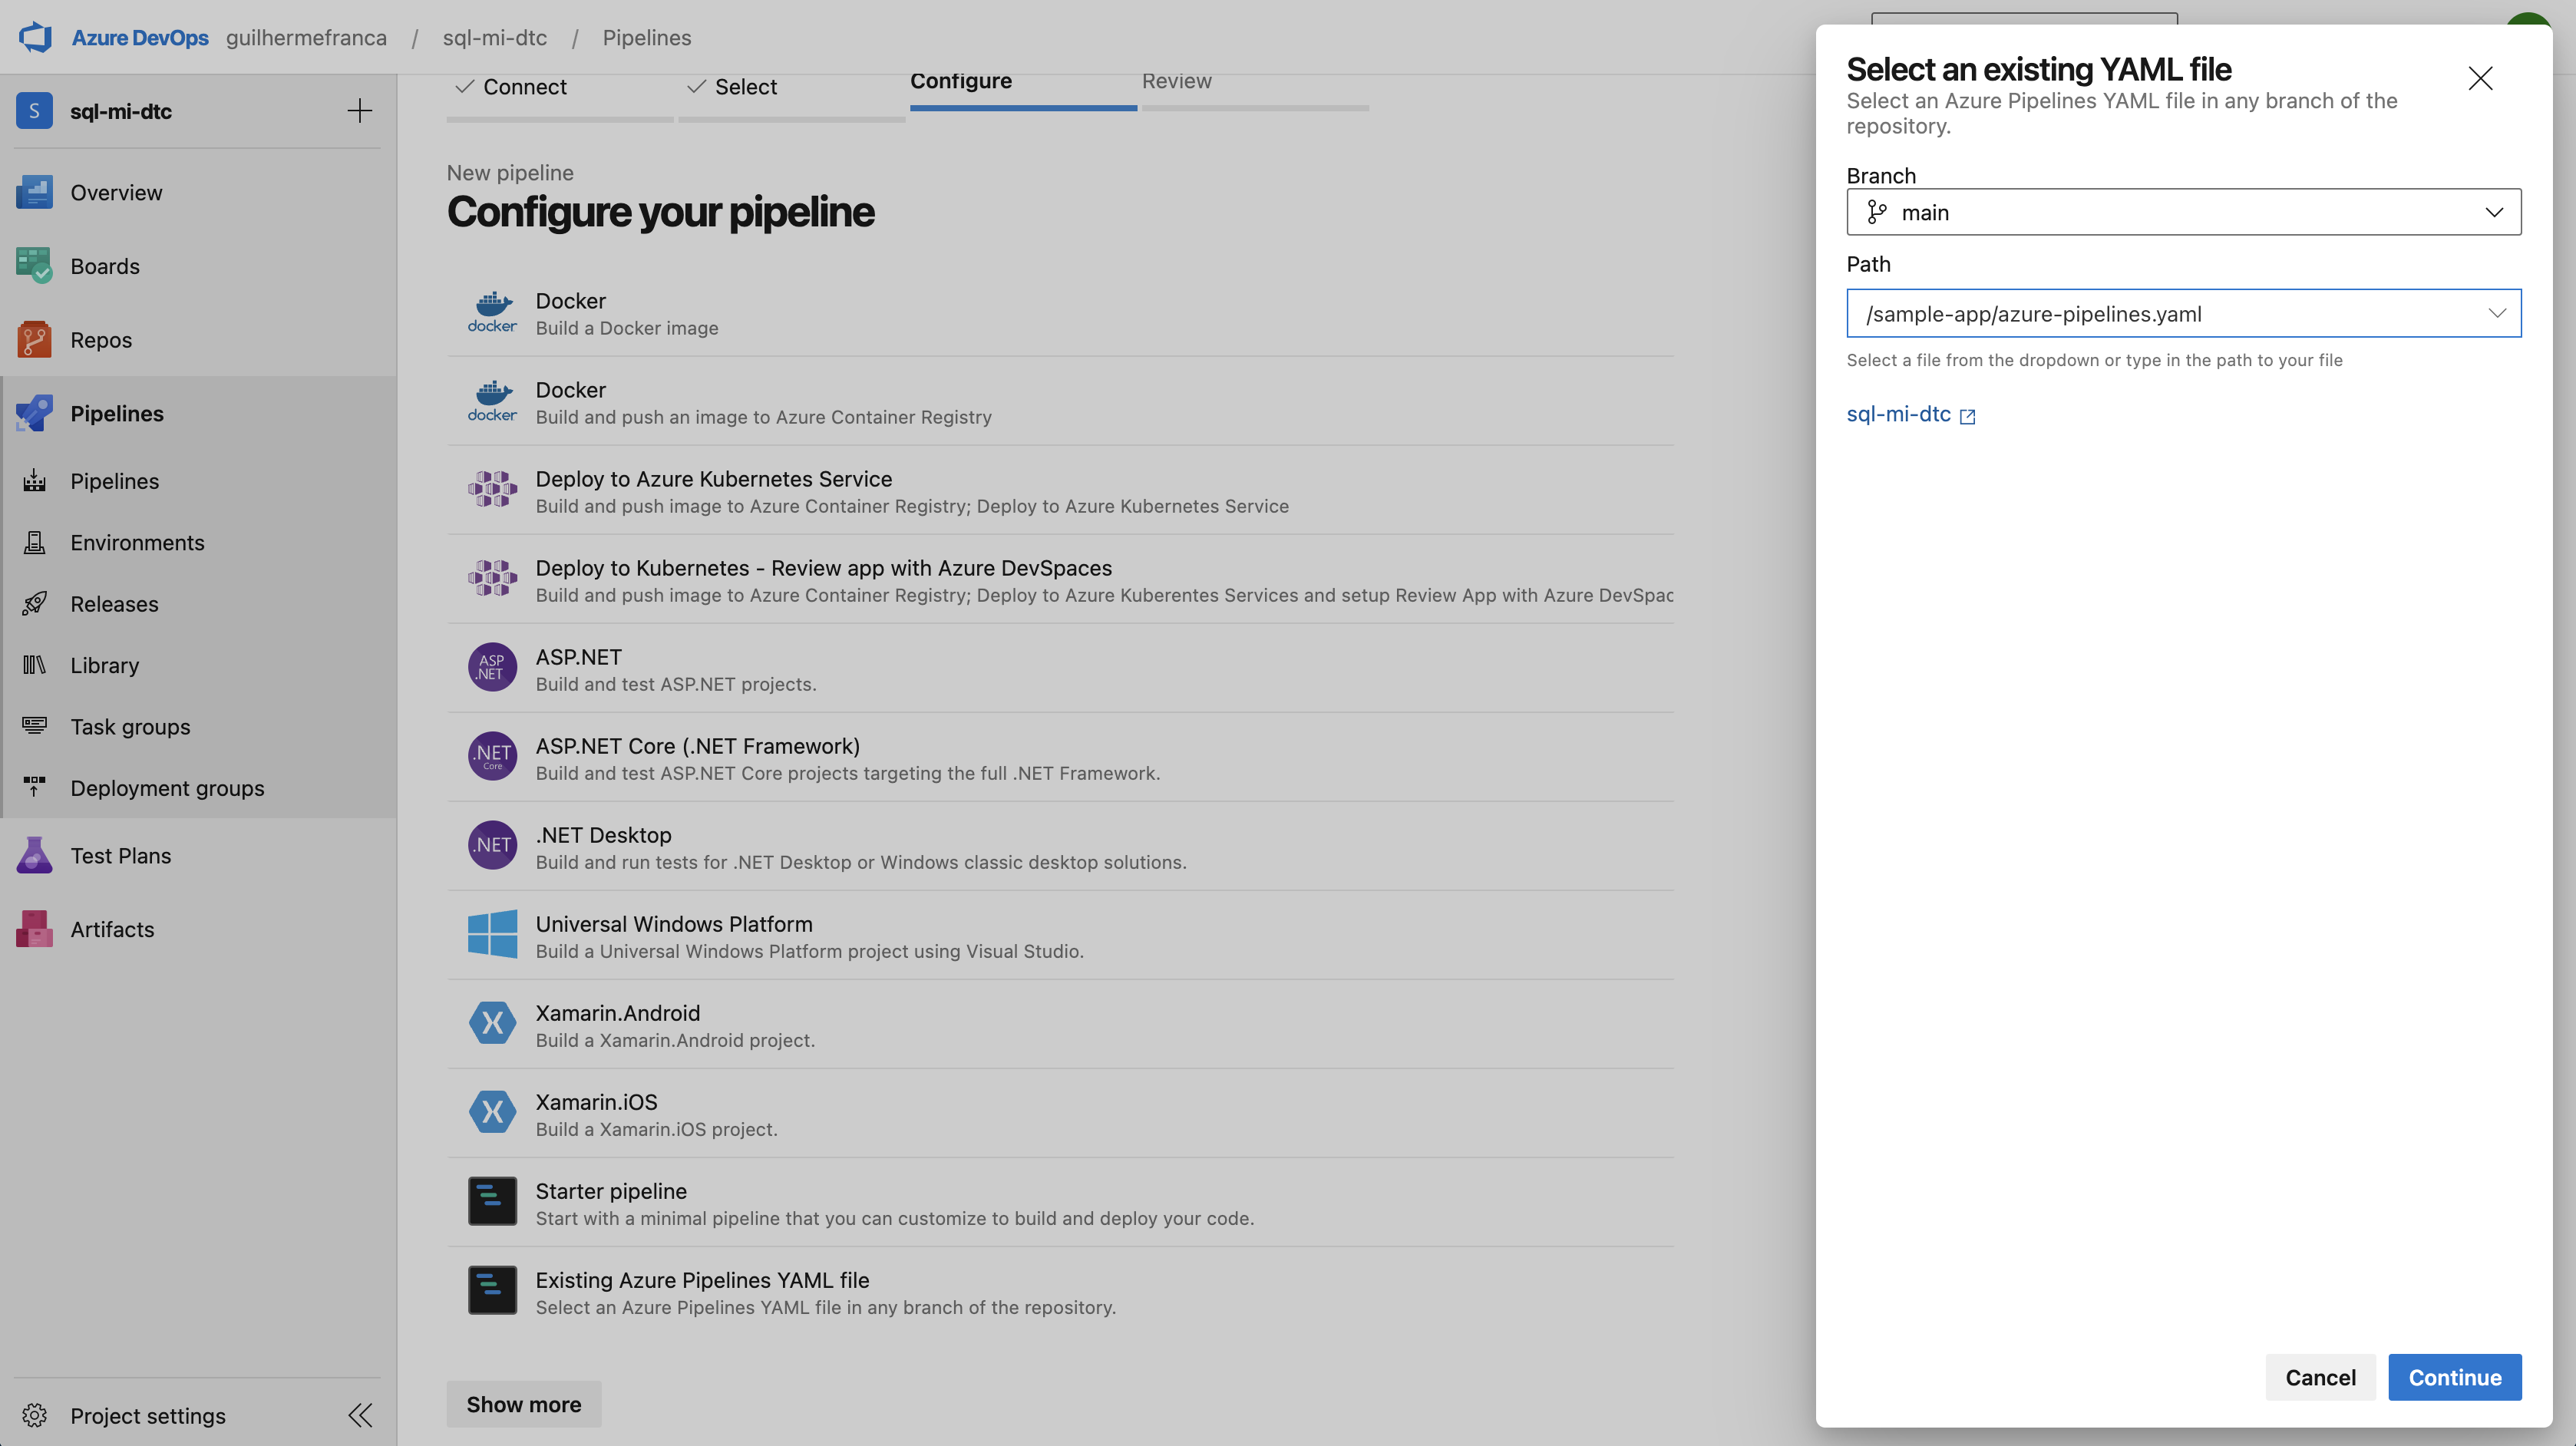 Azure DevOps guilhermefranca / sql-mi-dtc / Pipelines
S sql-mi-dtc
Overview
Boards
Repos
Pipelines
Pipelines
Environments
Releases
Library
Task groups
Deployment groups
Test Plans
Artifacts
Project settings
Connect Select Configure Review
New pipeline
Configure your pipeline
docker
Docker
Build a Docker image
docker
Docker
Build and push an image to Azure Container Registry
Deploy to Azure Kubernetes Service
Build and push image to Azure Container Registry; Deploy to Azure Kubernetes Service
Deploy to Kubernetes - Review app with Azure DevSpaces
Build and push image to Azure Container Registry; Deploy to Azure Kuberentes Services and setup Review App with Azure DevSpac
ASP
.NET
ASP.NET
Build and test ASP.NET projects.
.NET
Core
ASP.NET Core (.NET Framework)
Build and test ASP.NET Core projects targeting the full .NET Framework.
.NET
.NET Desktop
Build and run tests for .NET Desktop or Windows classic desktop solutions.
Universal Windows Platform
Build a Universal Windows Platform project using Visual Studio.
Xamarin.Android
Build a Xamarin.Android project.
Xamarin.iOS
Build a Xamarin.iOS project.
Starter pipeline
Start with a minimal pipeline that you can customize to build and deploy your code.
Existing Azure Pipelines YAML file
Select an Azure Pipelines YAML file in any branch of the repository.
Show more
Select an existing YAML file
Select an Azure Pipelines YAML file in any branch of the
repository.
Branch
main
Path
/sample-app/azure-pipelines.yaml
Select a file from the dropdown or type in the path to your file
sql-mi-dtc
Cancel Continue